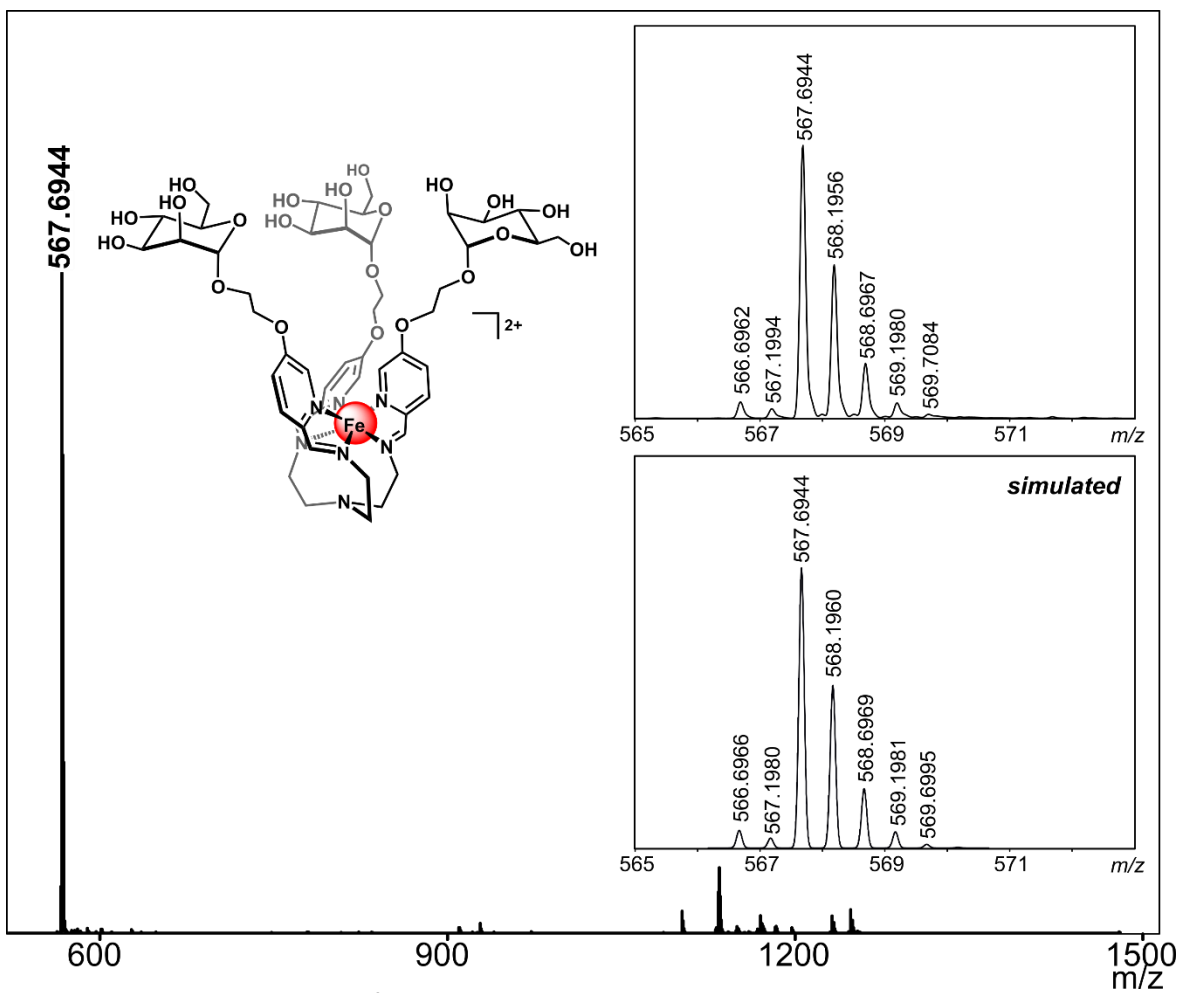 567.6944
HO
HO
HO
HO
O
O
O
HO
HO
HO
HO
O
O
O
HO
OH
OH
O
OH
O
O
2+
N
N
N
Fe
N
N
N
N
567.6944
568.1956
568.6967
569.1980
569.7084
566.6962
567.1994
565 567 569 571 m/z
simulated
567.6944
568.1960
568.6969
569.1981
569.6995
566.6966
567.1980
565 567 569 571 m/z
600 900 1200 1500
m/z